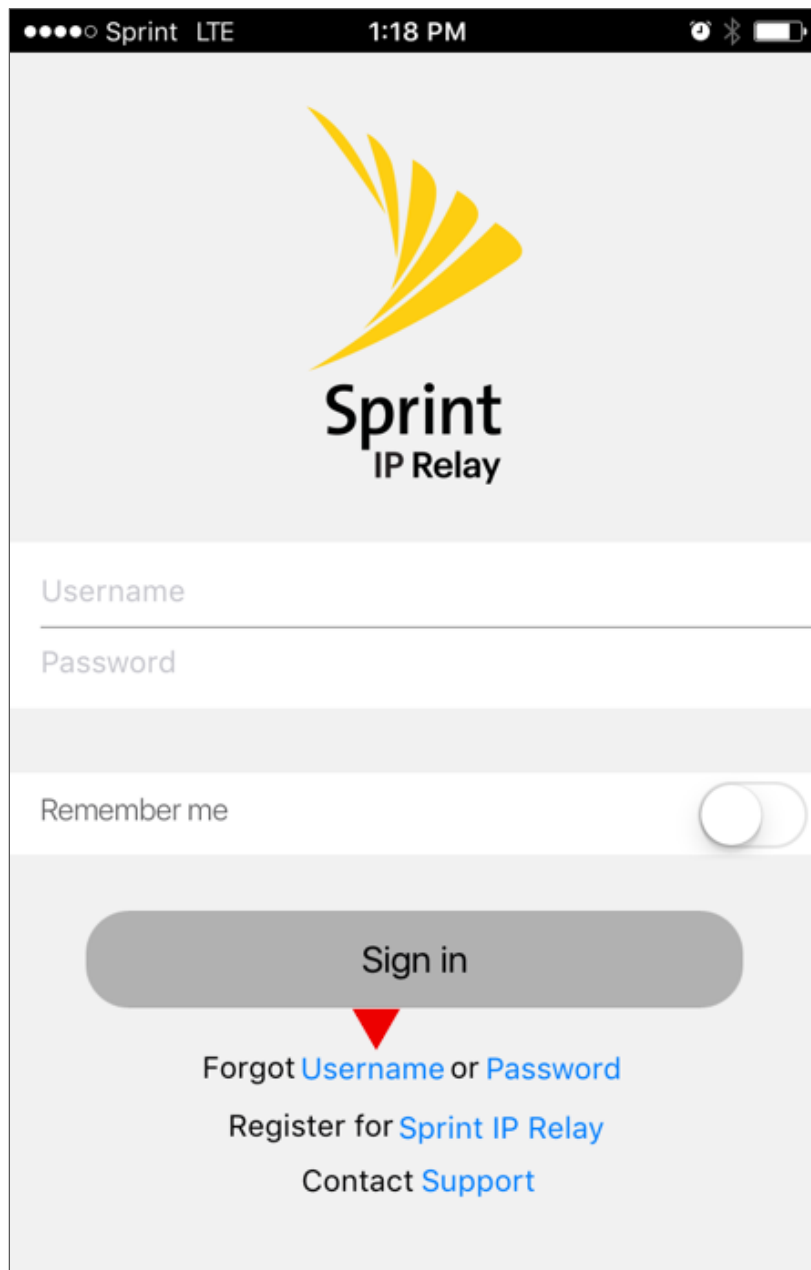 Sprint LTE 1:18 PM
Sprint
IP Relay
Username
Password
Remember me
Sign in
Forgot Username or Password
Register for Sprint IP Relay
Contact Support